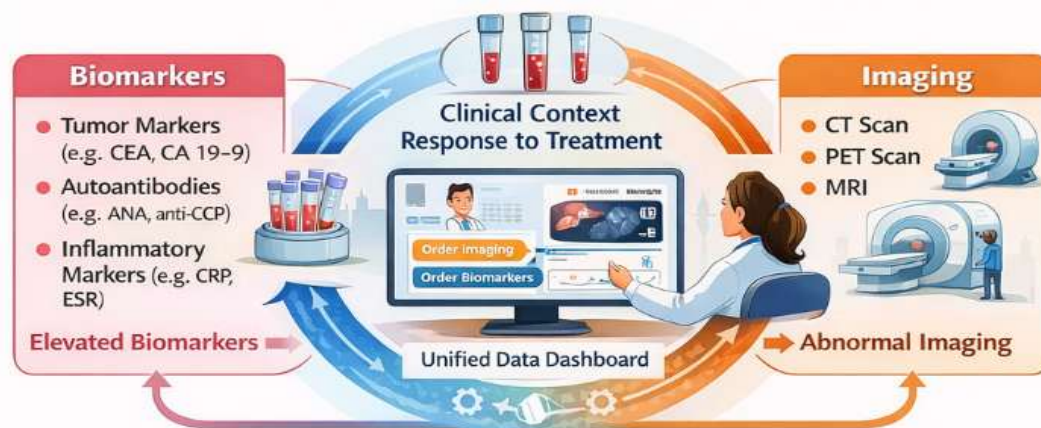 Biomarkers
Tumor Markers
(e.g. CEA, CA 19–9)
Autoantibodies
(e.g. ANA, anti-CCP)
Inflammatory
Markers (e.g. CRP,
ESR)
Elevated Biomarkers
Clinical Context
Response to Treatment
Order imaging
Order Biomarkers
Unified Data Dashboard
Imaging
CT Scan
PET Scan
MRI
Abnormal Imaging